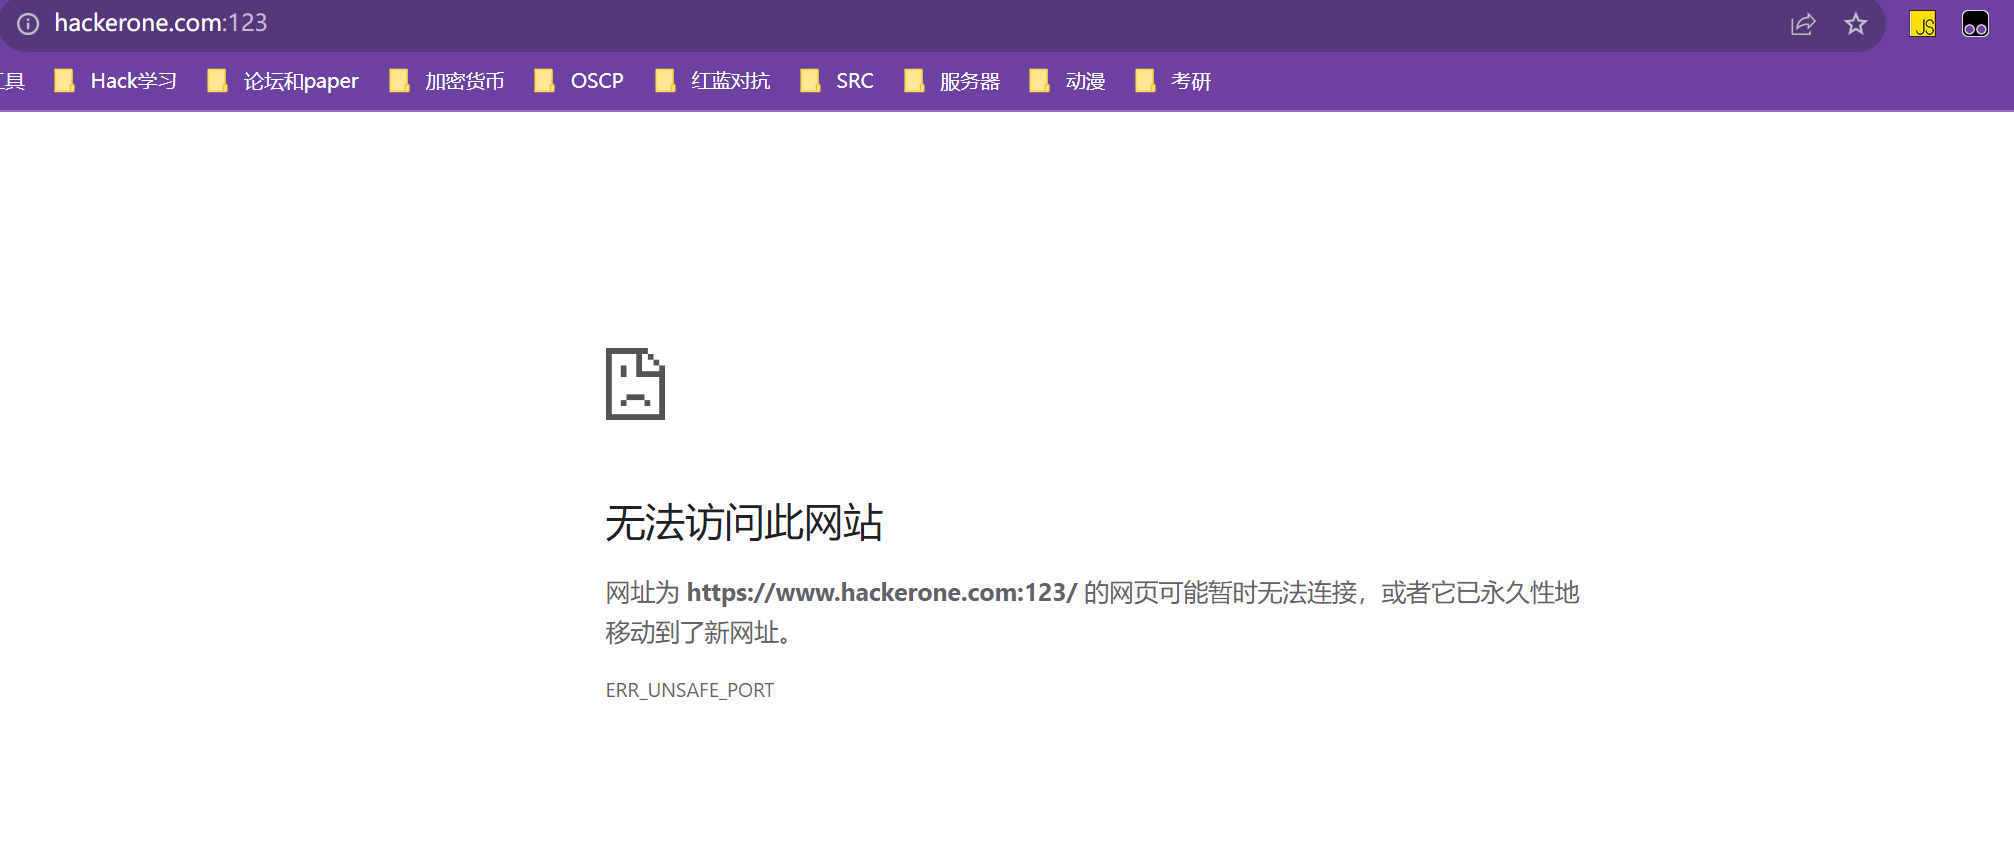 hackerone.com:123
具 Hack学习 论坛和paper 加密货币 OSCP 红蓝对抗 SRC 服务器 动漫 考研
JS
无法访问此网站
网址为 https://www.hackerone.com:123/ 的网页可能暂时无法连接，或者它已永久性地
移动到了新网址。
ERR_UNSAFE_PORT